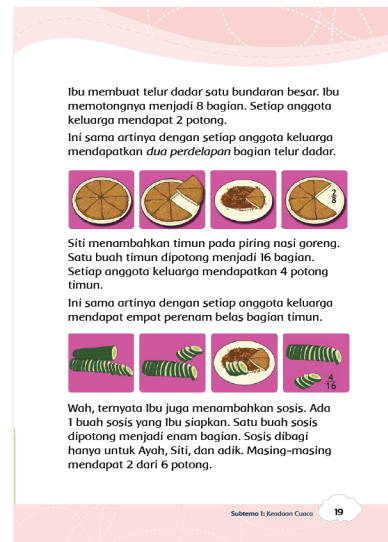 Ibu membuat telur dadar satu bundaran besar. Ibu
memotongnya menjadi 8 bagian. Setiap anggota
keluarga mendapat 2 potong.
Ini sama artinya dengan setiap anggota keluarga
mendapatkan dua perdelapan bagian telur dadar.
2
8
Siti menambahkan timun pada piring nasi goreng.
Satu buah timun dipotong menjadi 16 bagian.
Setiap anggota keluarga mendapatkan 4 potong
timun.
Ini sama artinya dengan setiap anggota keluarga
mendapat empat perenam belas bagian timun.
4
16
Wah, ternyata Ibu juga menambahkan sosis. Ada
1 buah sosis yang Ibu siapkan. Satu buah sosis
dipotong menjadi enam bagian. Sosis dibagi
hanya untuk Ayah, Siti, dan adik. Masing-masing
mendapat 2 dari 6 potong.
Subtema 1: Keadaan Cuaca
19